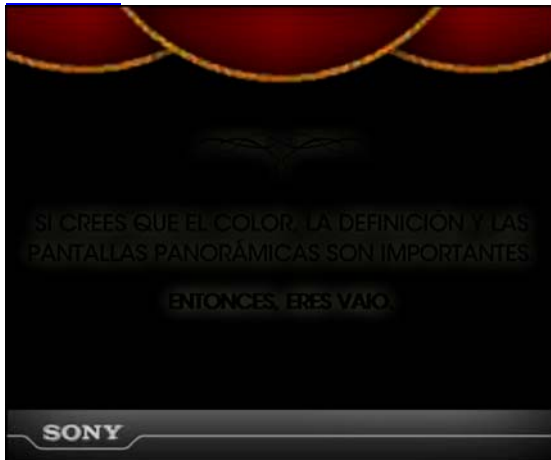 SI CREES QUE EL COLOR, LA DEFINICIÓN Y LAS
PANTALLAS PANORÁMICAS SON IMPORTANTES.
ENTONCES, ERES VAIO.
SONY